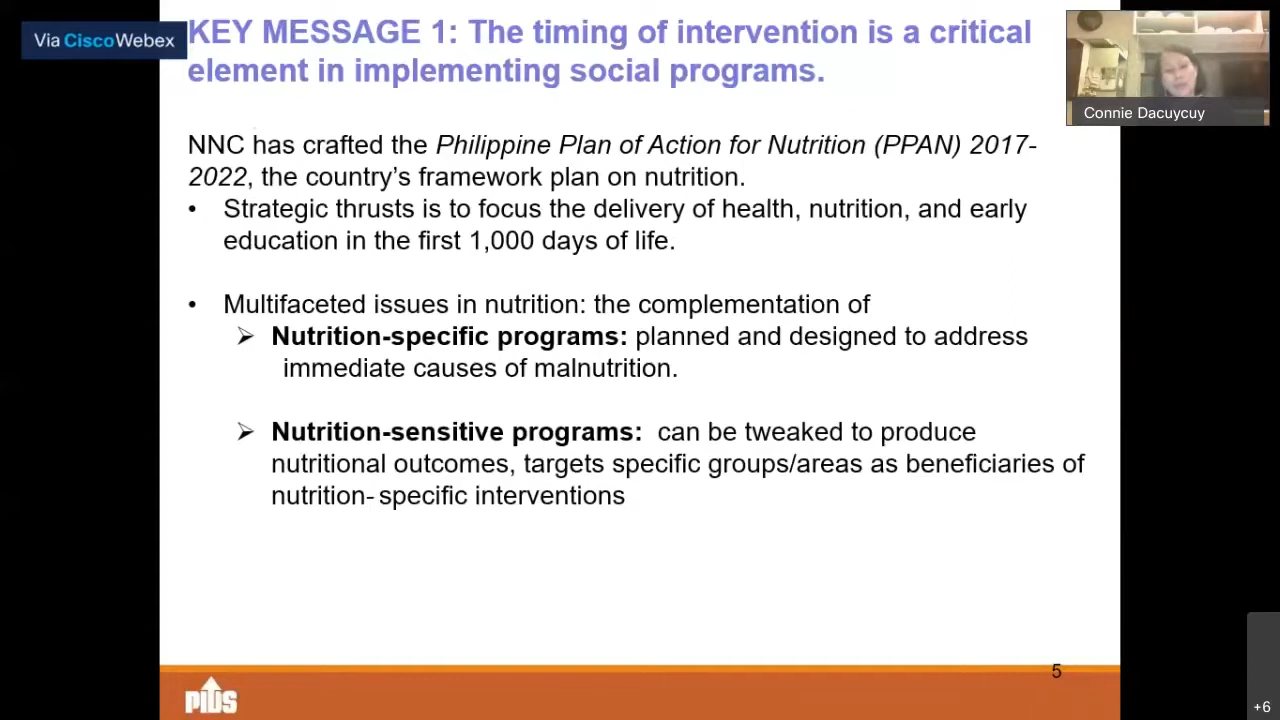 Via CiscoWebex
KEY MESSAGE 1: The timing of intervention is a critical
element in implementing social programs.
Connie Dacuycuy
NNC has crafted the Philippine Plan of Action for Nutrition (PPAN) 2017-
2022, the country's framework plan on nutrition.
• Strategic thrusts is to focus the delivery of health, nutrition, and early
education in the first 1,000 days of life.
• Multifaceted issues in nutrition: the complementation of
➢ Nutrition-specific programs: planned and designed to address
immediate causes of malnutrition.
➢ Nutrition-sensitive programs: can be tweaked to produce
nutritional outcomes, targets specific groups/areas as beneficiaries of
nutrition- specific interventions
5
PIDS
+6